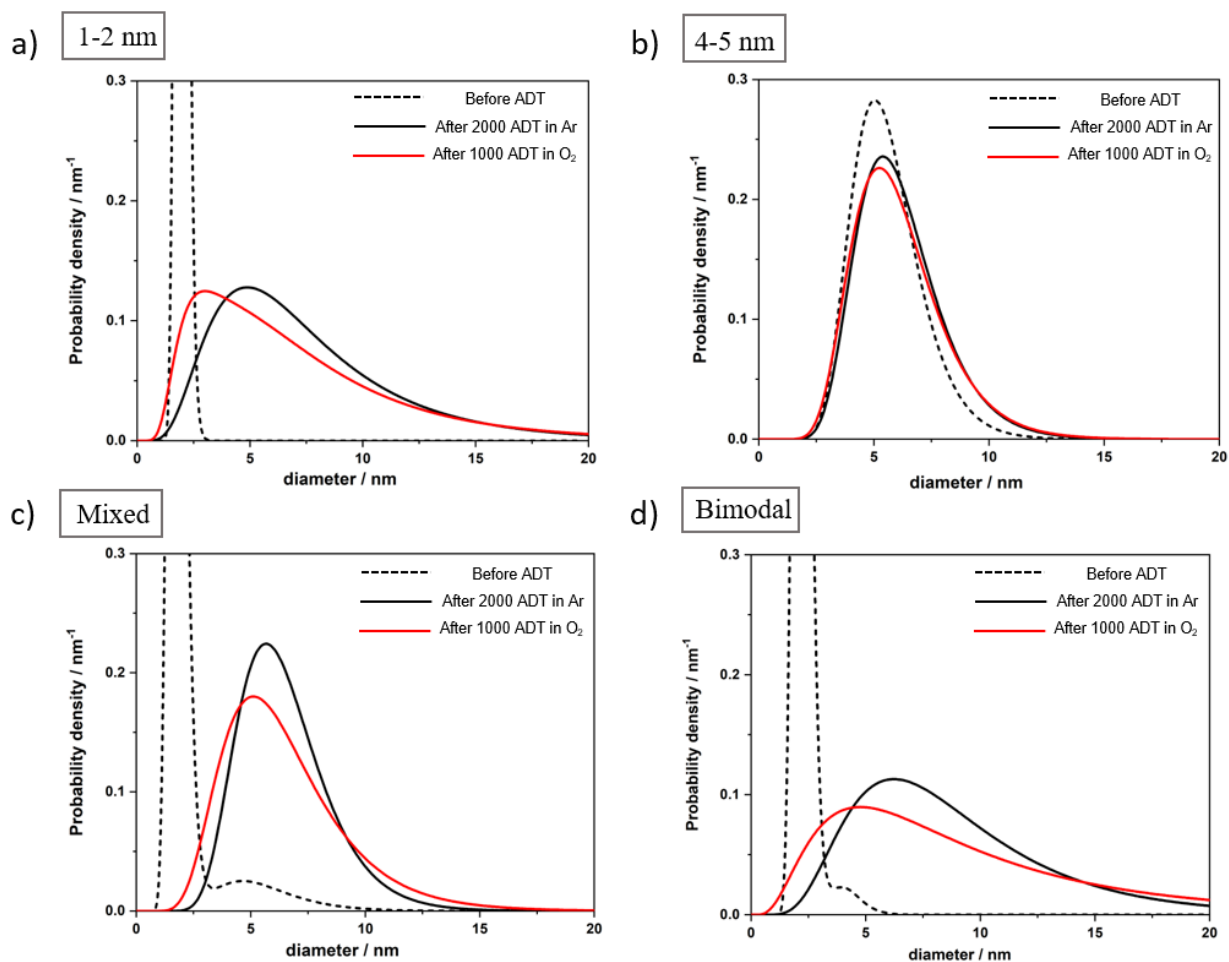 a) 1-2 nm
0.3
0.2
0.1
0.0
Probability density / nm⁻¹
Before ADT
After 2000 ADT in Ar
After 1000 ADT in O₂
0 5 10 15 20
diameter / nm
b) 4-5 nm
0.3
0.2
0.1
0.0
Probability density / nm⁻¹
Before ADT
After 2000 ADT in Ar
After 1000 ADT in O₂
0 5 10 15 20
diameter / nm
c) Mixed
0.3
0.2
0.1
0.0
Probability density / nm⁻¹
Before ADT
After 2000 ADT in Ar
After 1000 ADT in O₂
0 5 10 15 20
diameter / nm
d) Bimodal
0.3
0.2
0.1
0.0
Probability density / nm⁻¹
Before ADT
After 2000 ADT in Ar
After 1000 ADT in O₂
0 5 10 15 20
diameter / nm